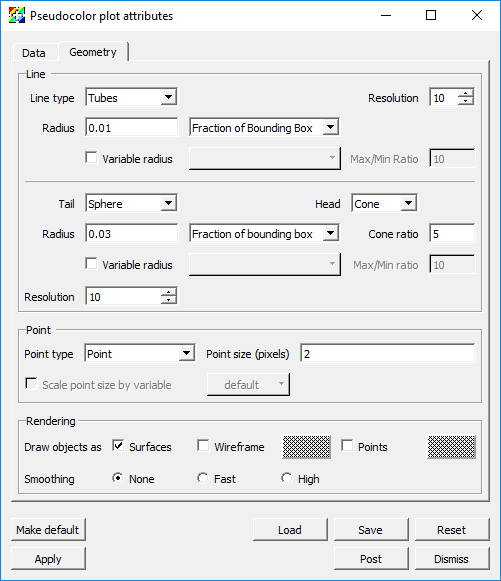 Pseudocolor plot attributes
Data Geometry
Line
Line type Tubes Resolution 10
Radius 0.01 Fraction of Bounding Box
Variable radius Max/Min Ratio 10
Tail Sphere Head Cone
Radius 0.03 Fraction of bounding box Cone ratio 5
Variable radius Max/Min ratio 10
Resolution 10
Point
Point type Point Point size (pixels) 2
Scale point size by variable default
Rendering
Draw objects as Surfaces Wireframe Points
Smoothing None Fast High
Make default Load Save Reset
Apply Post Dismiss